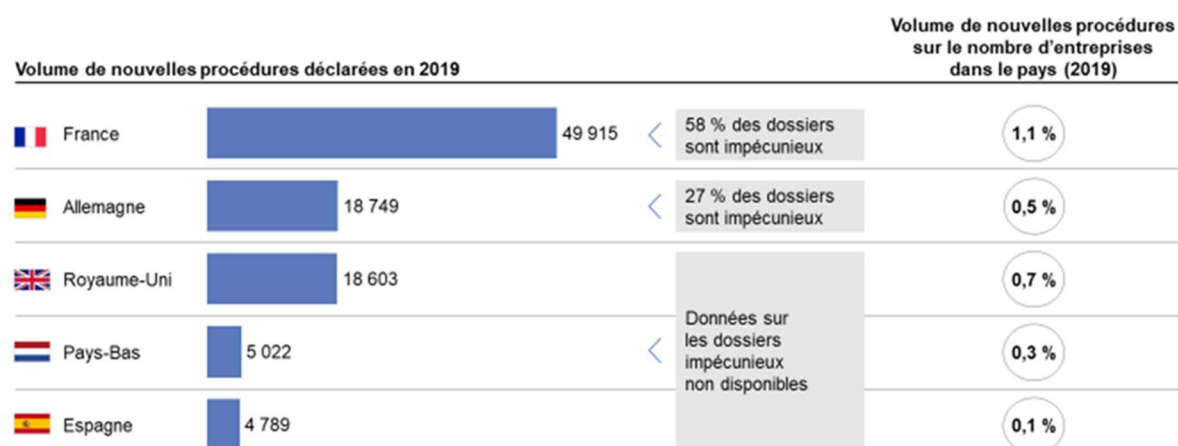 Volume de nouvelles procédures
sur le nombre d'entreprises
dans le pays (2019)
Volume de nouvelles procédures déclarées en 2019
France
49 915
58 % des dossiers
sont impécunieux
1,1 %
Allemagne
18 749
27 % des dossiers
sont impécunieux
0,5 %
Royaume-Uni
18 603
0,7 %
Données sur
les dossiers
impécunieux
non disponibles
Pays-Bas
5 022
0,3 %
Espagne
4 789
0,1 %